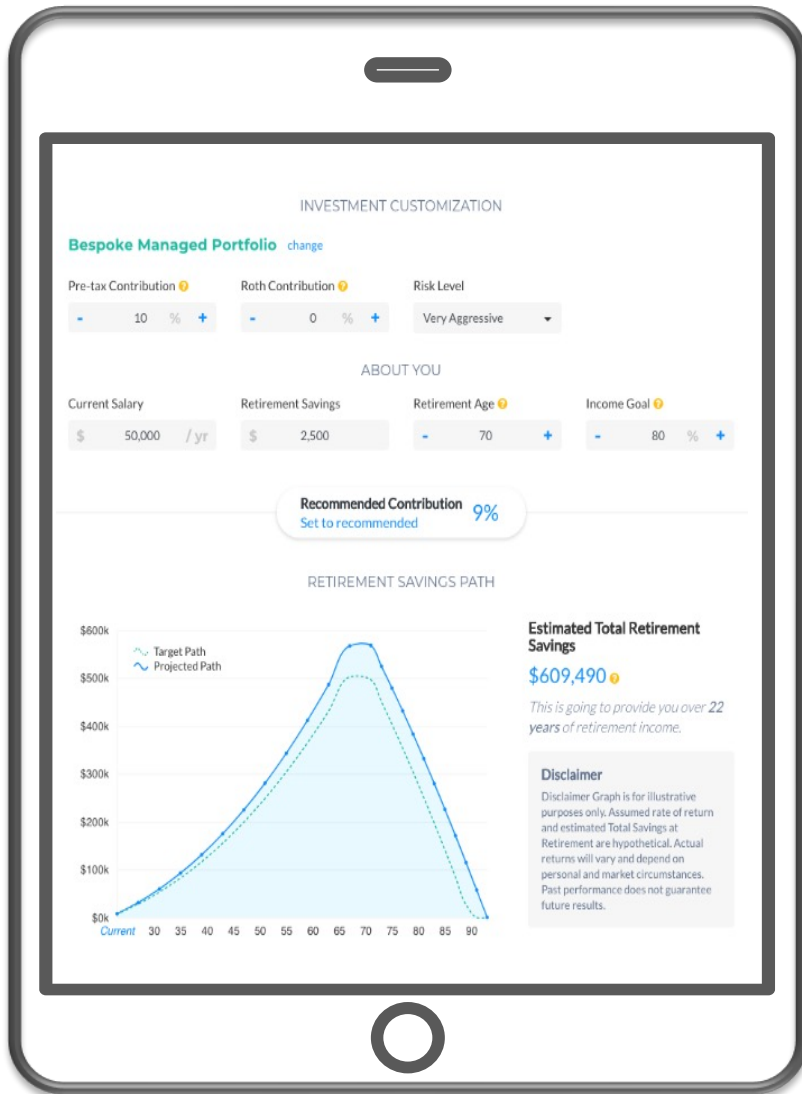 INVESTMENT CUSTOMIZATION
Bespoke Managed Portfolio change
Pre-tax Contribution ? Roth Contribution ? Risk Level
- 10 % + - 0 % + Very Aggressive
ABOUT YOU
Current Salary Retirement Savings Retirement Age ? Income Goal ?
$ 50,000 / yr $ 2,500 - 70 + - 80 % +
Recommended Contribution 9%
Set to recommended
RETIREMENT SAVINGS PATH
$600k
$500k
$400k
$300k
$200k
$100k
$0k
Target Path
Projected Path
Current 30 35 40 45 50 55 60 65 70 75 80 85 90
Estimated Total Retirement
Savings
$609,490 ?
This is going to provide you over 22
years of retirement income.
Disclaimer
Disclaimer Graph is for illustrative
purposes only. Assumed rate of return
and estimated Total Savings at
Retirement are hypothetical. Actual
returns will vary and depend on
personal and market circumstances.
Past performance does not guarantee
future results.